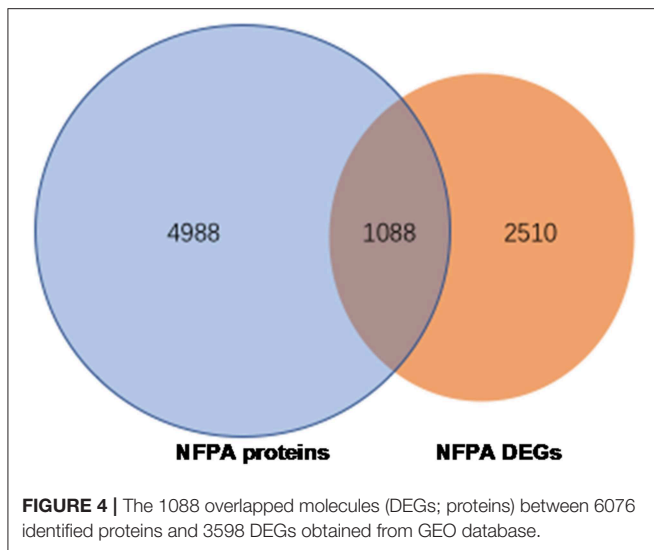 4988
1088
2510
NFPA proteins
NFPA DEGs
FIGURE 4 | The 1088 overlapped molecules (DEGs; proteins) between 6076
identified proteins and 3598 DEGs obtained from GEO database.